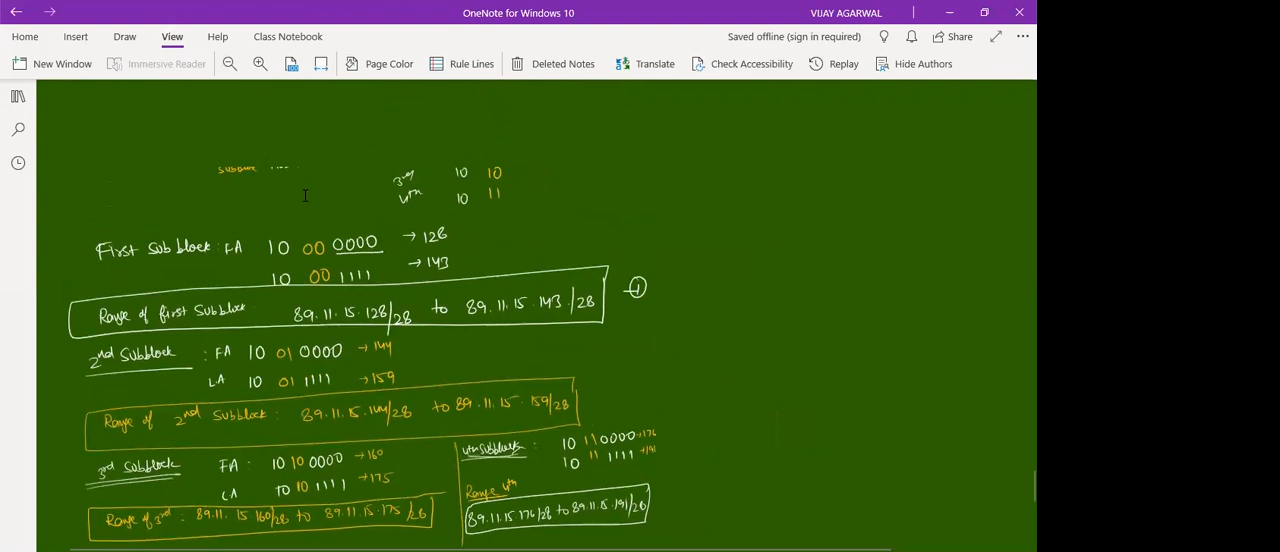 OneNote for Windows 10
VIJAY AGARWAL
Home Insert Draw View Help Class Notebook
Saved offline (sign in required) Share
New Window Immersive Reader Page Color Rule Lines Deleted Notes Translate Check Accessibility Replay Hide Authors
3rd 10 10
4th 10 11
First Sub block : FA 10 00 0000 → 128
10 00 1111 → 143
Range of first Subblock 89.11.15.128/28 to 89.11.15.143/28
2nd Subblock : FA 10 01 0000 → 144
LA 10 01 1111 → 159
Range of 2nd Subblock : 89.11.15.144/28 to 89.11.15.159/28
3rd Subblock FA : 10 10 0000 → 160
LA 10 10 1111 → 175
Range of 3rd : 89.11.15 160/28 to 89.11.15.175/28
4th Subblock : 10 11 0000 → 176
10 11 1111 → 191
Range 4th
89.11.15.176/28 to 89.11.15.191/28